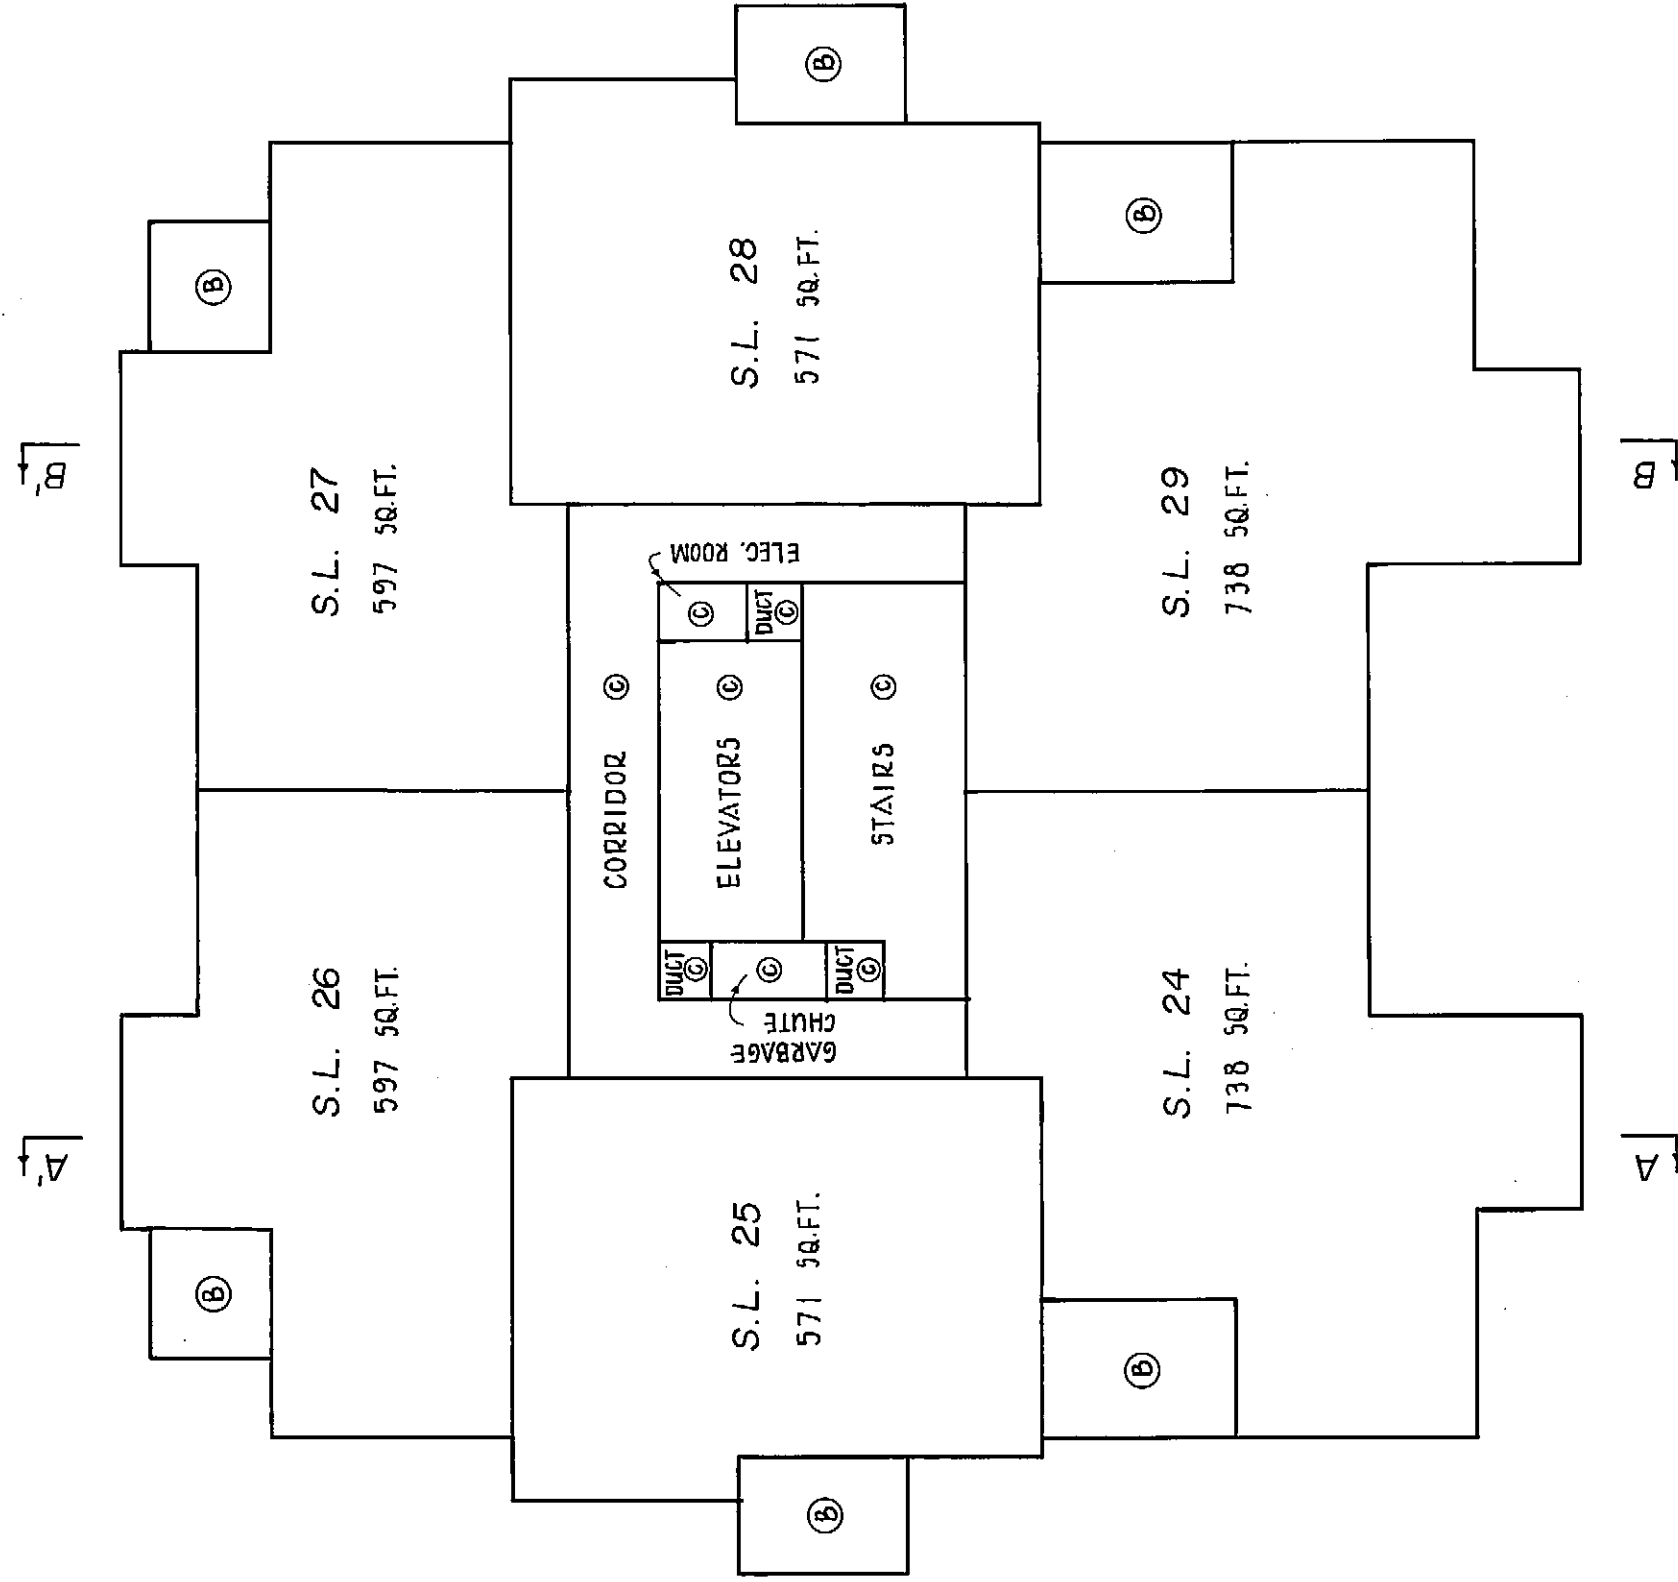 B'
B
Ⓑ
Ⓑ
Ⓑ
S.L. 27
597 SQ.FT.
S.L. 28
571 SQ.FT.
S.L. 29
738 SQ.FT.
ELEC. ROOM
Ⓒ
DUCT
Ⓒ
CORRIDOR Ⓒ
ELEVATORS Ⓒ
STAIRS Ⓒ
DUCT
Ⓒ
Ⓒ
DUCT
Ⓒ
GARBAGE
CHUTE
S.L. 26
597 SQ.FT.
S.L. 25
571 SQ.FT.
S.L. 24
738 SQ.FT.
Ⓑ
Ⓑ
Ⓑ
A'
A